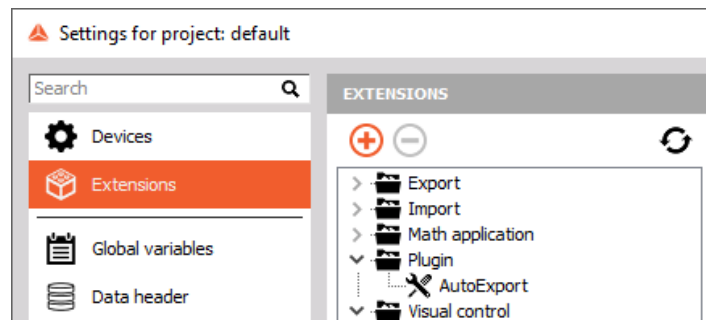 Settings for project: default
Search
Devices
Extensions
Global variables
Data header
EXTENSIONS
Export
Import
Math application
Plugin
AutoExport
Visual control